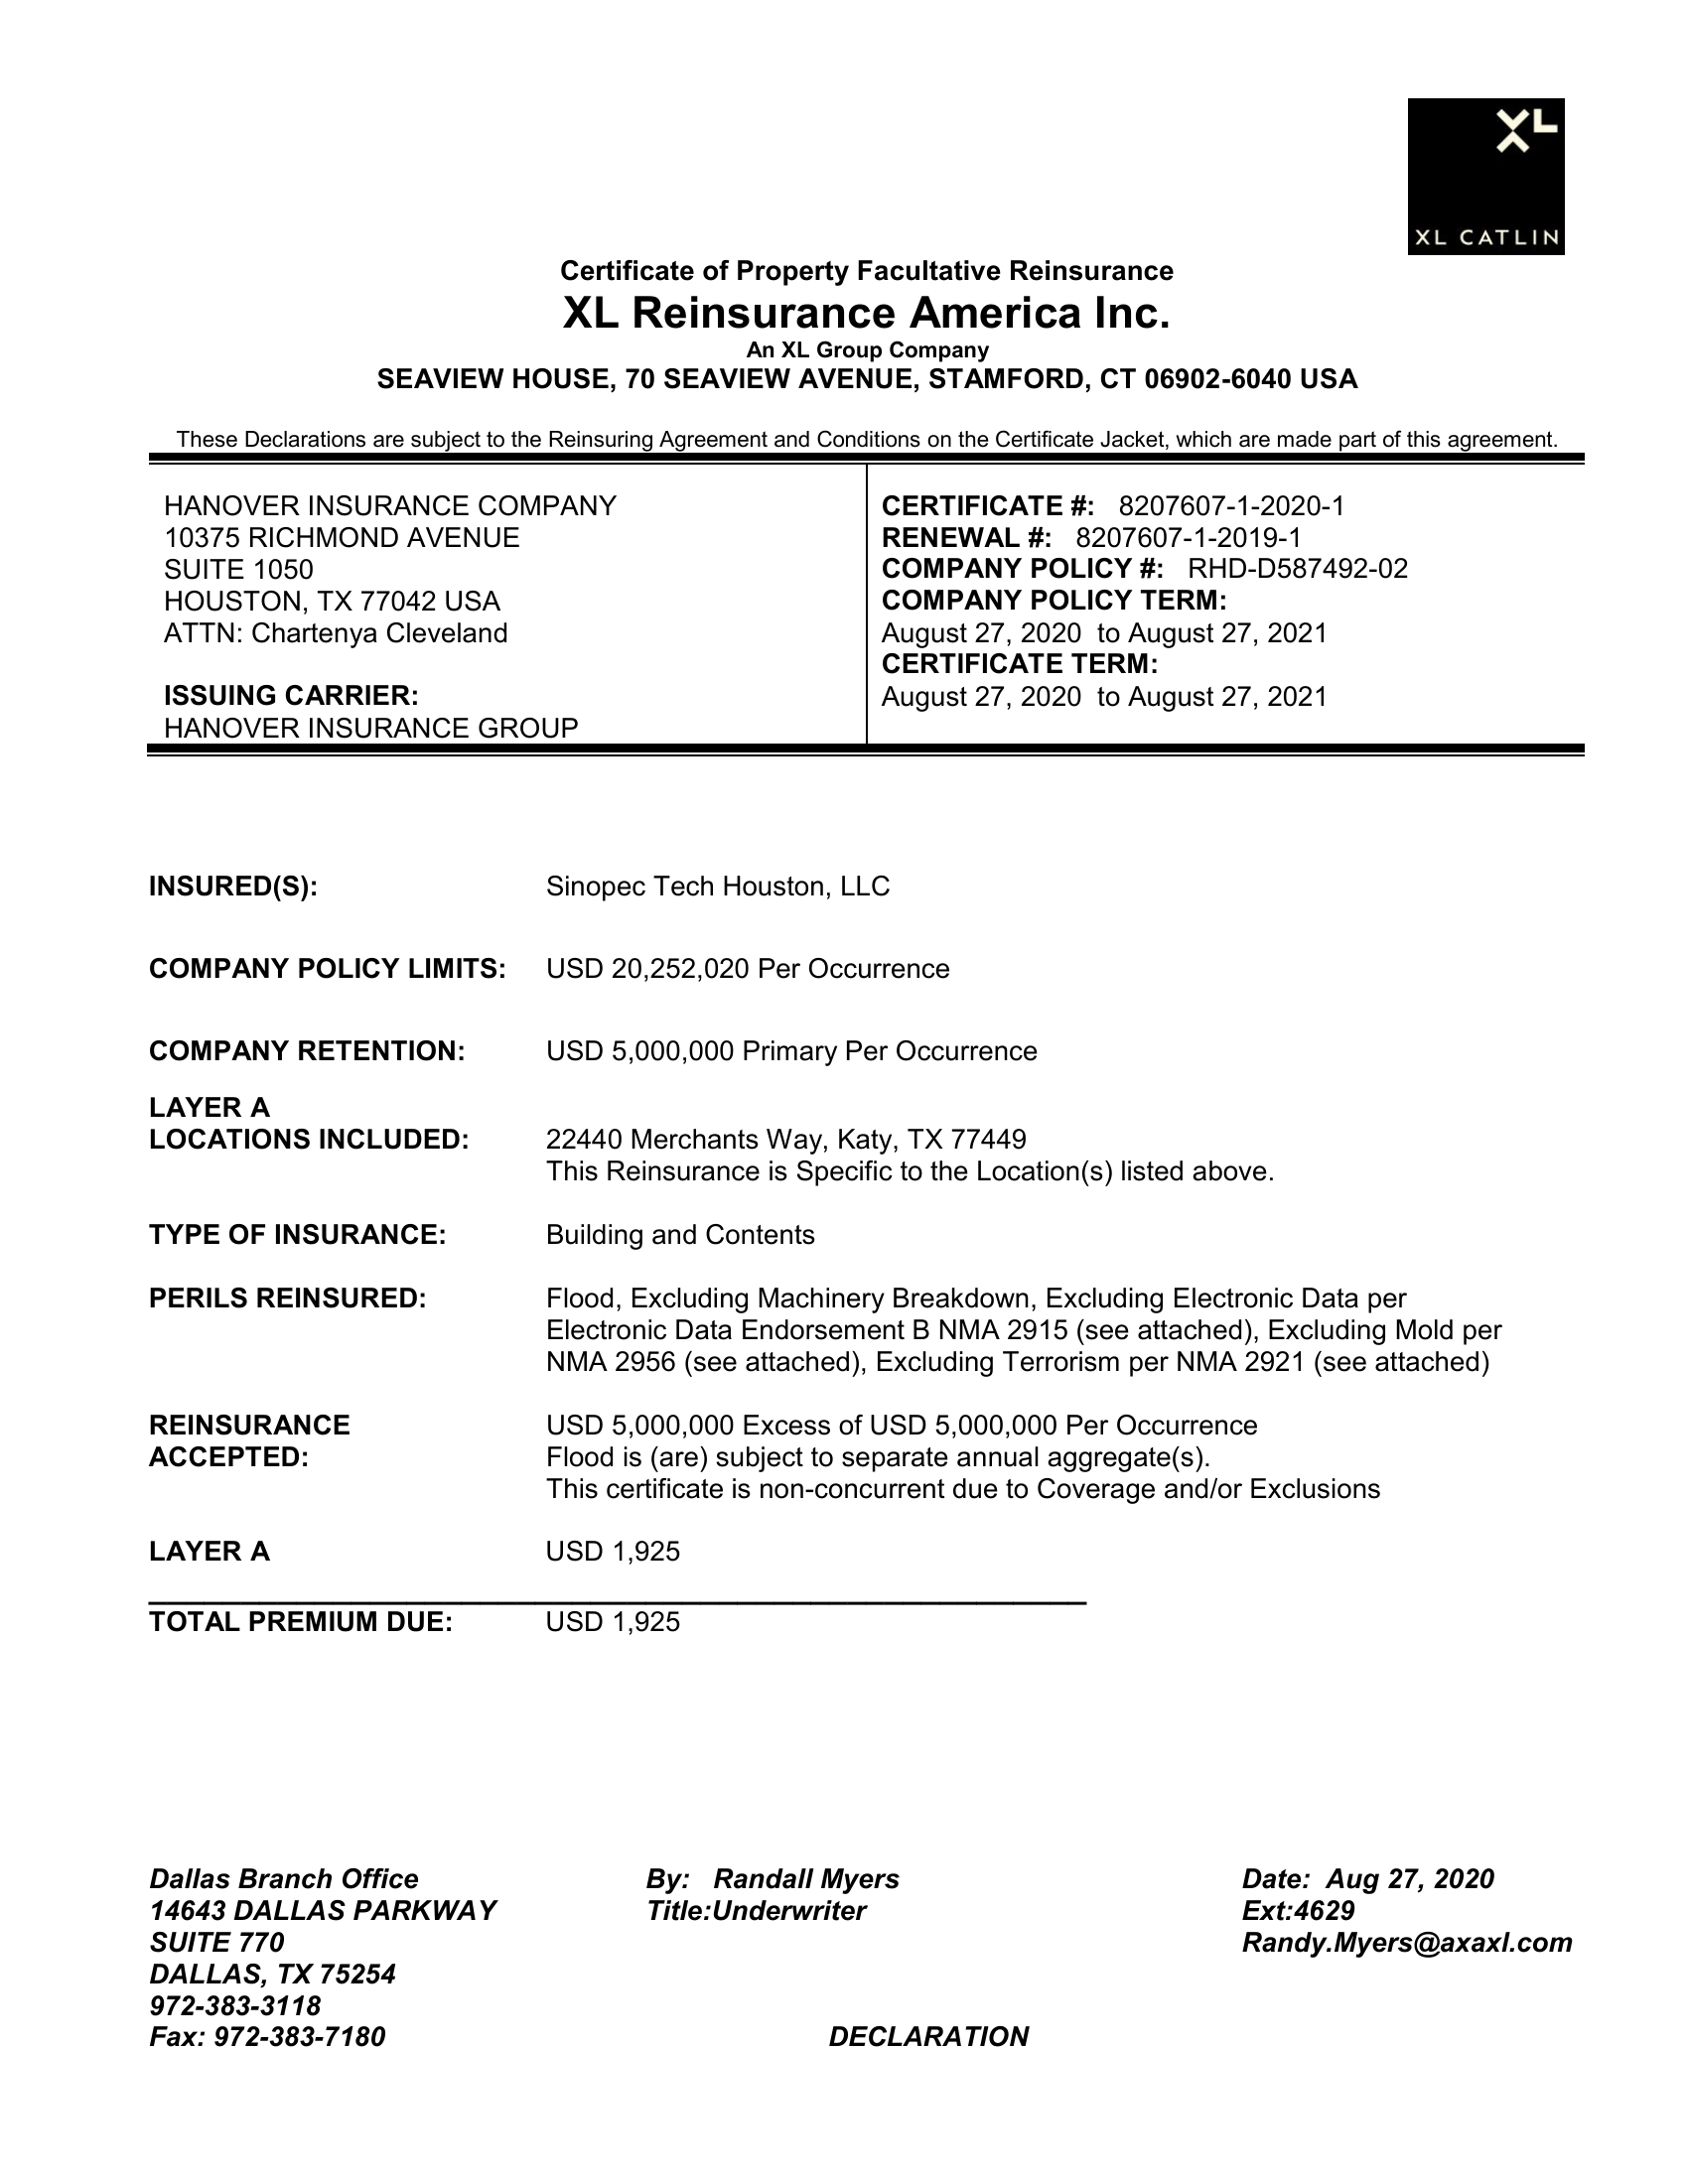 XL
XL CATLIN
Certificate of Property Facultative Reinsurance
XL Reinsurance America Inc.
An XL Group Company
SEAVIEW HOUSE, 70 SEAVIEW AVENUE, STAMFORD, CT 06902-6040 USA
These Declarations are subject to the Reinsuring Agreement and Conditions on the Certificate Jacket, which are made part of this agreement.
HANOVER INSURANCE COMPANY
10375 RICHMOND AVENUE
SUITE 1050
HOUSTON, TX 77042 USA
ATTN: Chartenya Cleveland
ISSUING CARRIER:
HANOVER INSURANCE GROUP
CERTIFICATE #: 8207607-1-2020-1
RENEWAL #: 8207607-1-2019-1
COMPANY POLICY #: RHD-D587492-02
COMPANY POLICY TERM:
August 27, 2020 to August 27, 2021
CERTIFICATE TERM:
August 27, 2020 to August 27, 2021
INSURED(S): Sinopec Tech Houston, LLC
COMPANY POLICY LIMITS: USD 20,252,020 Per Occurrence
COMPANY RETENTION: USD 5,000,000 Primary Per Occurrence
LAYER A
LOCATIONS INCLUDED: 22440 Merchants Way, Katy, TX 77449
This Reinsurance is Specific to the Location(s) listed above.
TYPE OF INSURANCE: Building and Contents
PERILS REINSURED: Flood, Excluding Machinery Breakdown, Excluding Electronic Data per
Electronic Data Endorsement B NMA 2915 (see attached), Excluding Mold per
NMA 2956 (see attached), Excluding Terrorism per NMA 2921 (see attached)
REINSURANCE USD 5,000,000 Excess of USD 5,000,000 Per Occurrence
ACCEPTED: Flood is (are) subject to separate annual aggregate(s).
This certificate is non-concurrent due to Coverage and/or Exclusions
LAYER A USD 1,925
TOTAL PREMIUM DUE: USD 1,925
Dallas Branch Office
14643 DALLAS PARKWAY
SUITE 770
DALLAS, TX 75254
972-383-3118
Fax: 972-383-7180
By: Randall Myers
Title:Underwriter
Date: Aug 27, 2020
Ext:4629
Randy.Myers@axaxl.com
DECLARATION